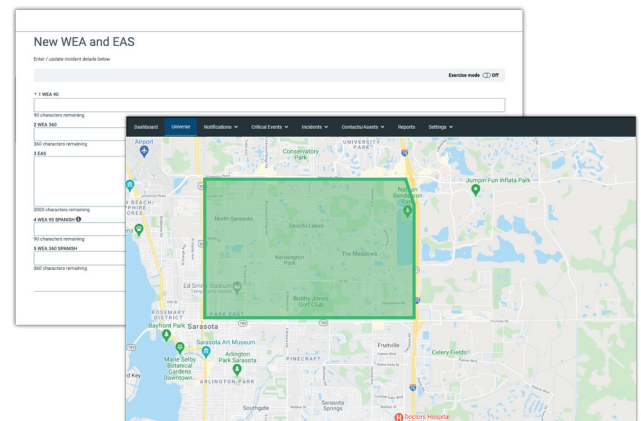 New WEA and EAS
Enter / update incident details below
Exercise mode Off
* 1 WEA 90
90 characters remaining
2 WEA 360
360 characters remaining
3 EAS
2000 characters remaining
4 WEA 90 SPANISH
90 characters remaining
5 WEA 360 SPANISH
360 characters remaining
Dashboard Universe Notifications Critical Events Incidents Contacts/Assets Reports Settings
Airport
Conservatory
Park
UNIVERSITY
PARK
Jumpin Fun Inflata Park
Nathan
Benderson
Park
North Sarasota
Desoto Lakes
Kensington
Park
The Meadows
Ed Smith Stadium
Temporarily closed
Bobby Jones
Golf Club
ROSEMARY
DISTRICT
PARK EAST
Bayfront Park
Sarasota
780
780
Sarasota Art Museum
Fruitville
Marie Selby
Botanical
Gardens
Downtown...
Arlington
Park Sarasota
PINECRAFT
Celery Fields
ARLINGTON PARK
Southgate
Sarasota
Springs
Doctors Hospital